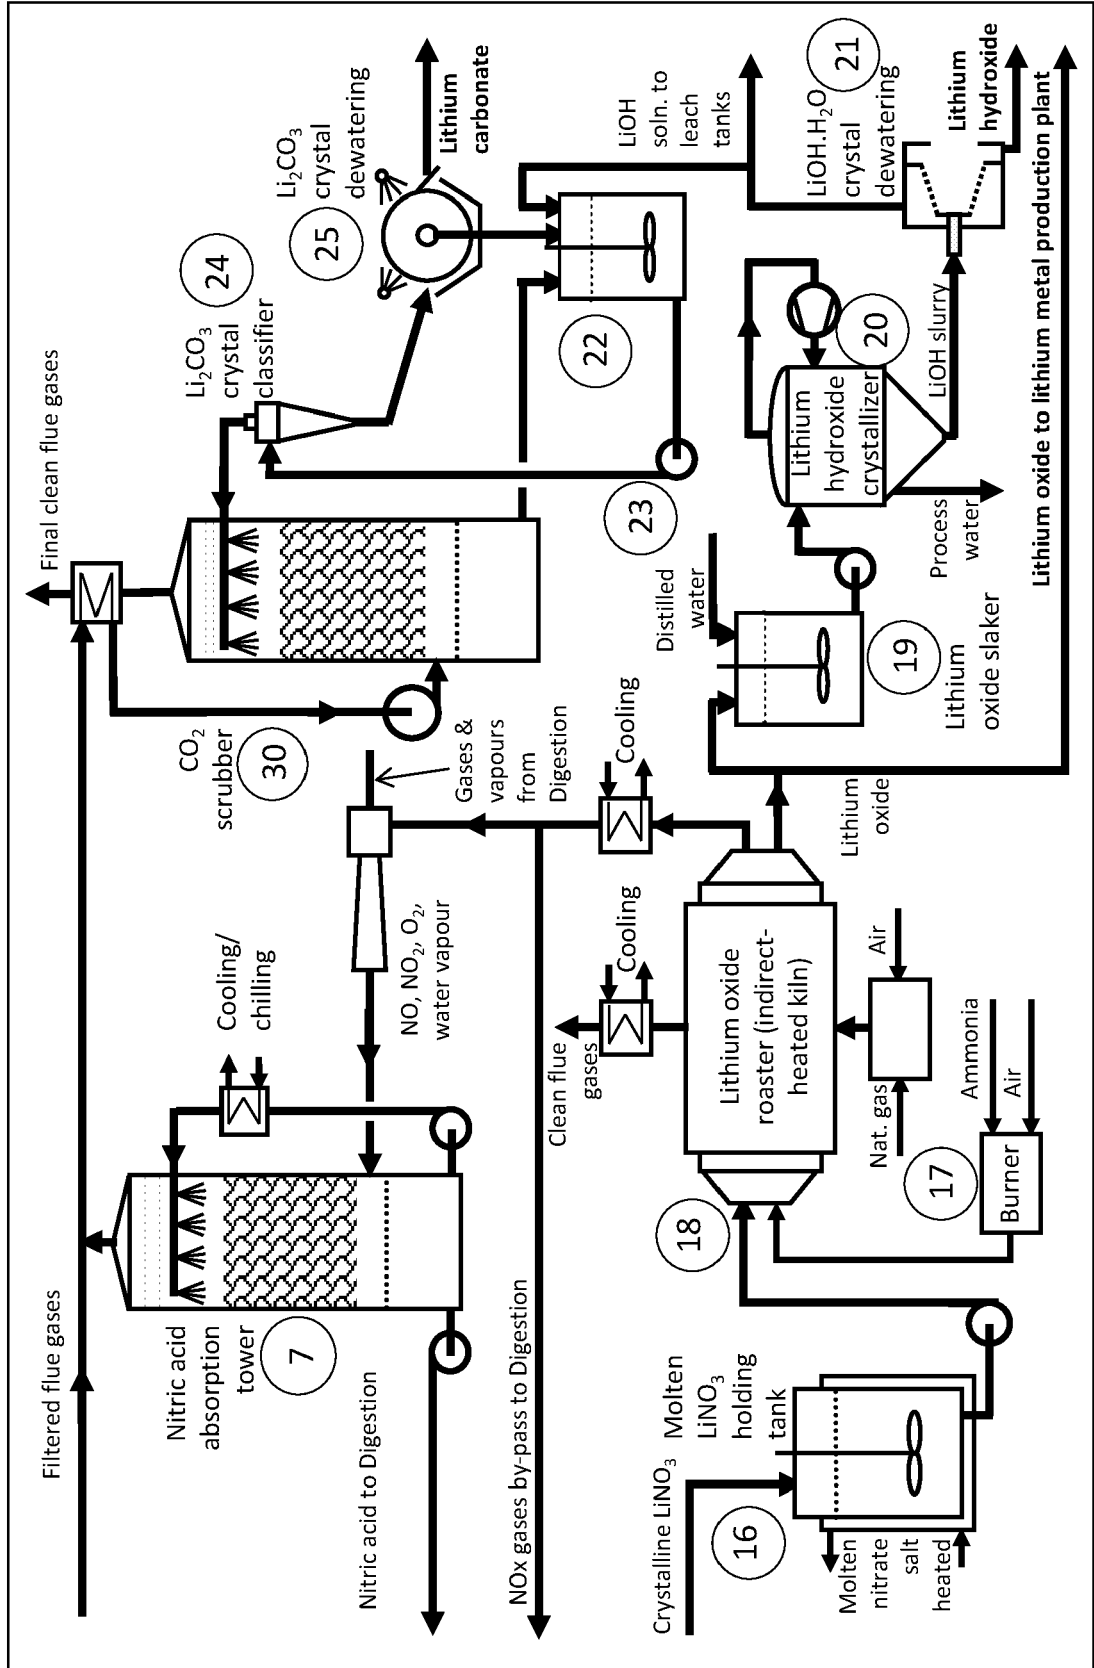 Filtered flue gases
Final clean flue gases
Nitric acid
absorption
tower
7
Cooling/
chilling
CO2
scrubber
30
Li2CO3
crystal
classifier
24
Li2CO3
crystal
dewatering
25
Lithium
carbonate
Nitric acid to Digestion
NO, NO2, O2,
water vapour
Gases &
vapours
from
Digestion
NOx gases by-pass to Digestion
23
22
LiOH
soln. to
leach
tanks
Clean flue
gases
Cooling
Cooling
Distilled
water
Crystalline LiNO3
16
Molten
LiNO3
holding
tank
Molten
nitrate
salt
heated
18
Lithium oxide
roaster (indirect-
heated kiln)
Nat. gas
Air
17
Burner
Ammonia
Air
Lithium
oxide
19
Lithium
oxide slaker
Lithium
hydroxide
crystallizer
20
Process
water
LiOH slurry
LiOH.H2O
crystal
dewatering
21
Lithium
hydroxide
Lithium oxide to lithium metal production plant